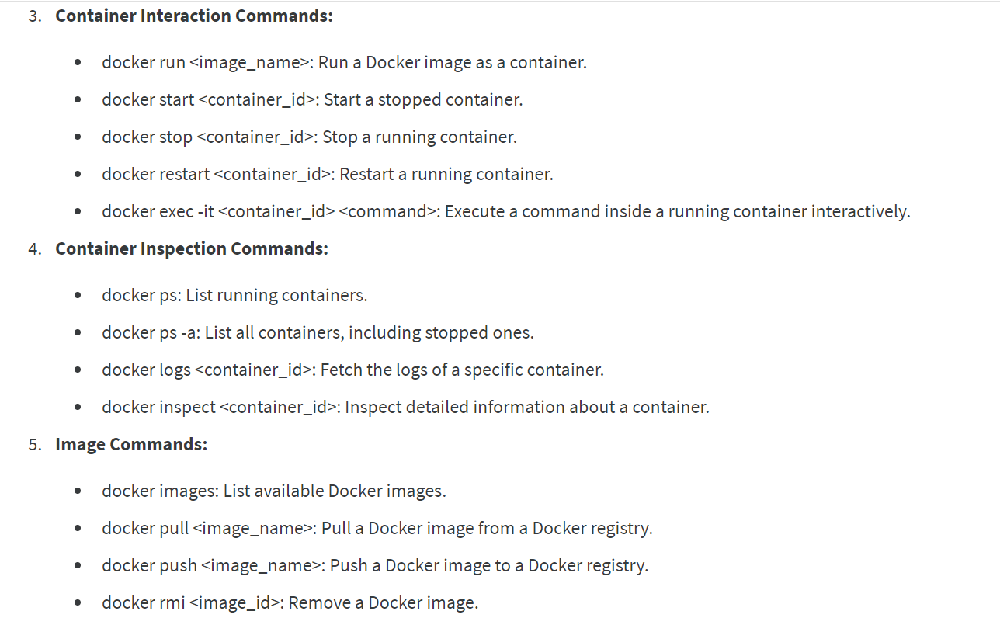 3. Container Interaction Commands:
• docker run <image_name>: Run a Docker image as a container.
• docker start <container_id>: Start a stopped container.
• docker stop <container_id>: Stop a running container.
• docker restart <container_id>: Restart a running container.
• docker exec -it <container_id> <command>: Execute a command inside a running container interactively.
4. Container Inspection Commands:
• docker ps: List running containers.
• docker ps -a: List all containers, including stopped ones.
• docker logs <container_id>: Fetch the logs of a specific container.
• docker inspect <container_id>: Inspect detailed information about a container.
5. Image Commands:
• docker images: List available Docker images.
• docker pull <image_name>: Pull a Docker image from a Docker registry.
• docker push <image_name>: Push a Docker image to a Docker registry.
• docker rmi <image_id>: Remove a Docker image.